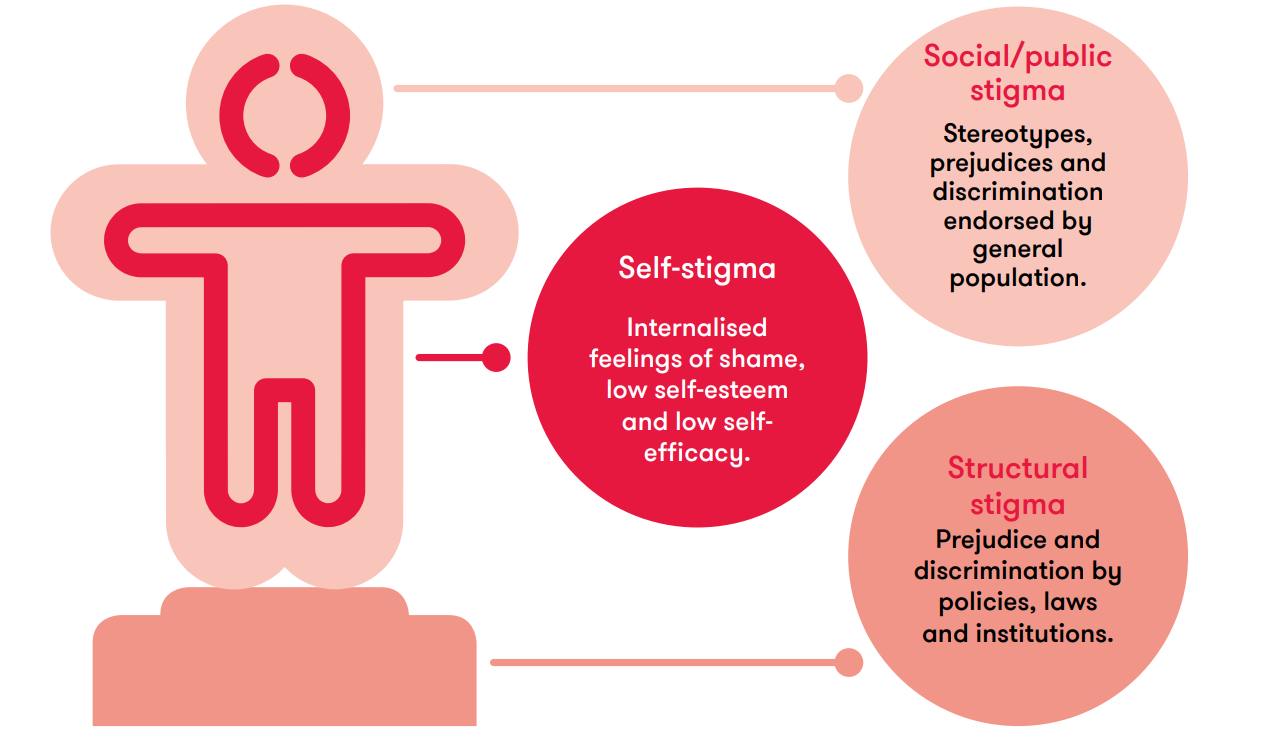 Social/public
stigma
Stereotypes,
prejudices and
discrimination
endorsed by
general
population.
Self-stigma
Internalised
feelings of shame,
low self-esteem
and low self-
efficacy.
Structural
stigma
Prejudice and
discrimination by
policies, laws
and institutions.